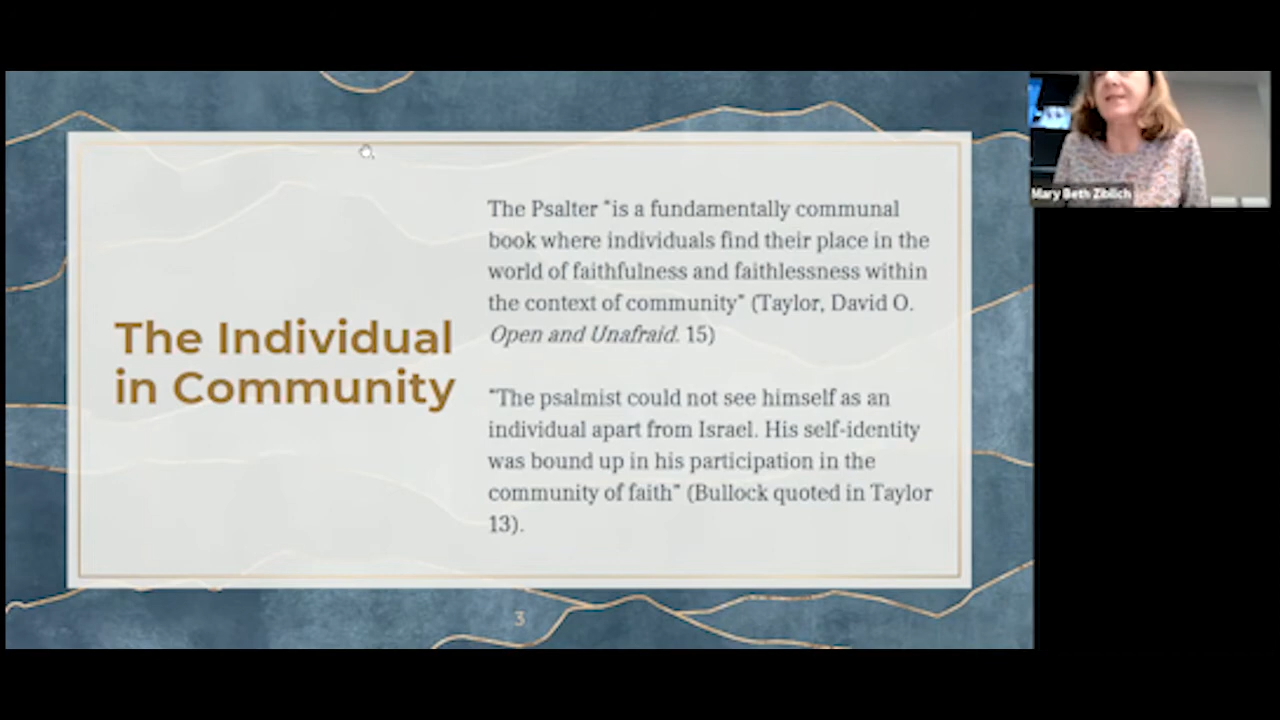 The Individual
in Community
The Psalter "is a fundamentally communal
book where individuals find their place in the
world of faithfulness and faithlessness within
the context of community" (Taylor, David O.
Open and Unafraid. 15)
"The psalmist could not see himself as an
individual apart from Israel. His self-identity
was bound up in his participation in the
community of faith" (Bullock quoted in Taylor
13).
3
Mary Beth Ziblich